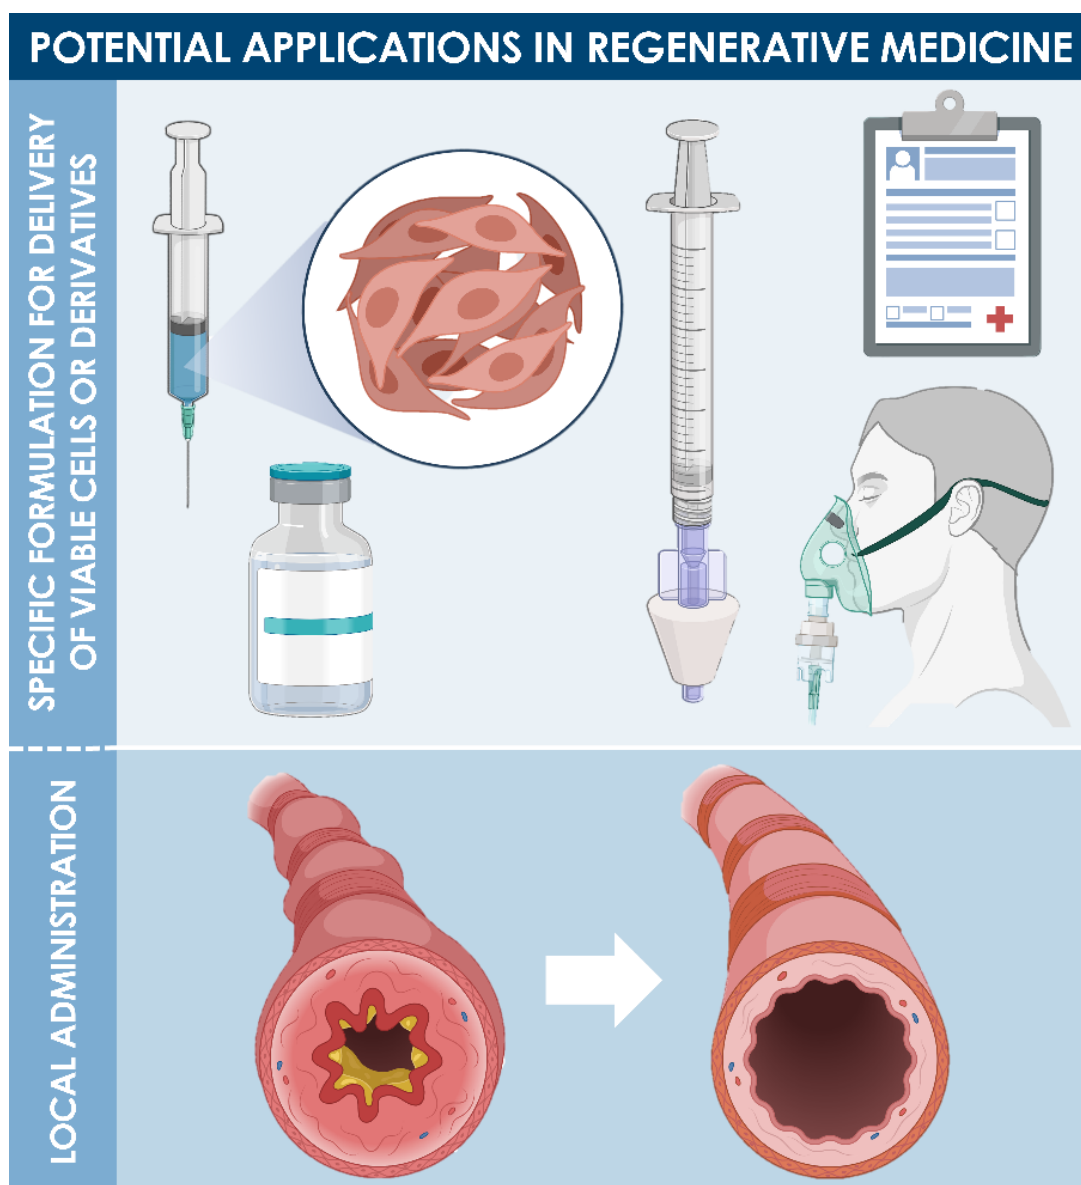 POTENTIAL APPLICATIONS IN REGENERATIVE MEDICINE
SPECIFIC FORMULATION FOR DELIVERY
OF VIABLE CELLS OR DERIVATIVES
LOCAL ADMINISTRATION